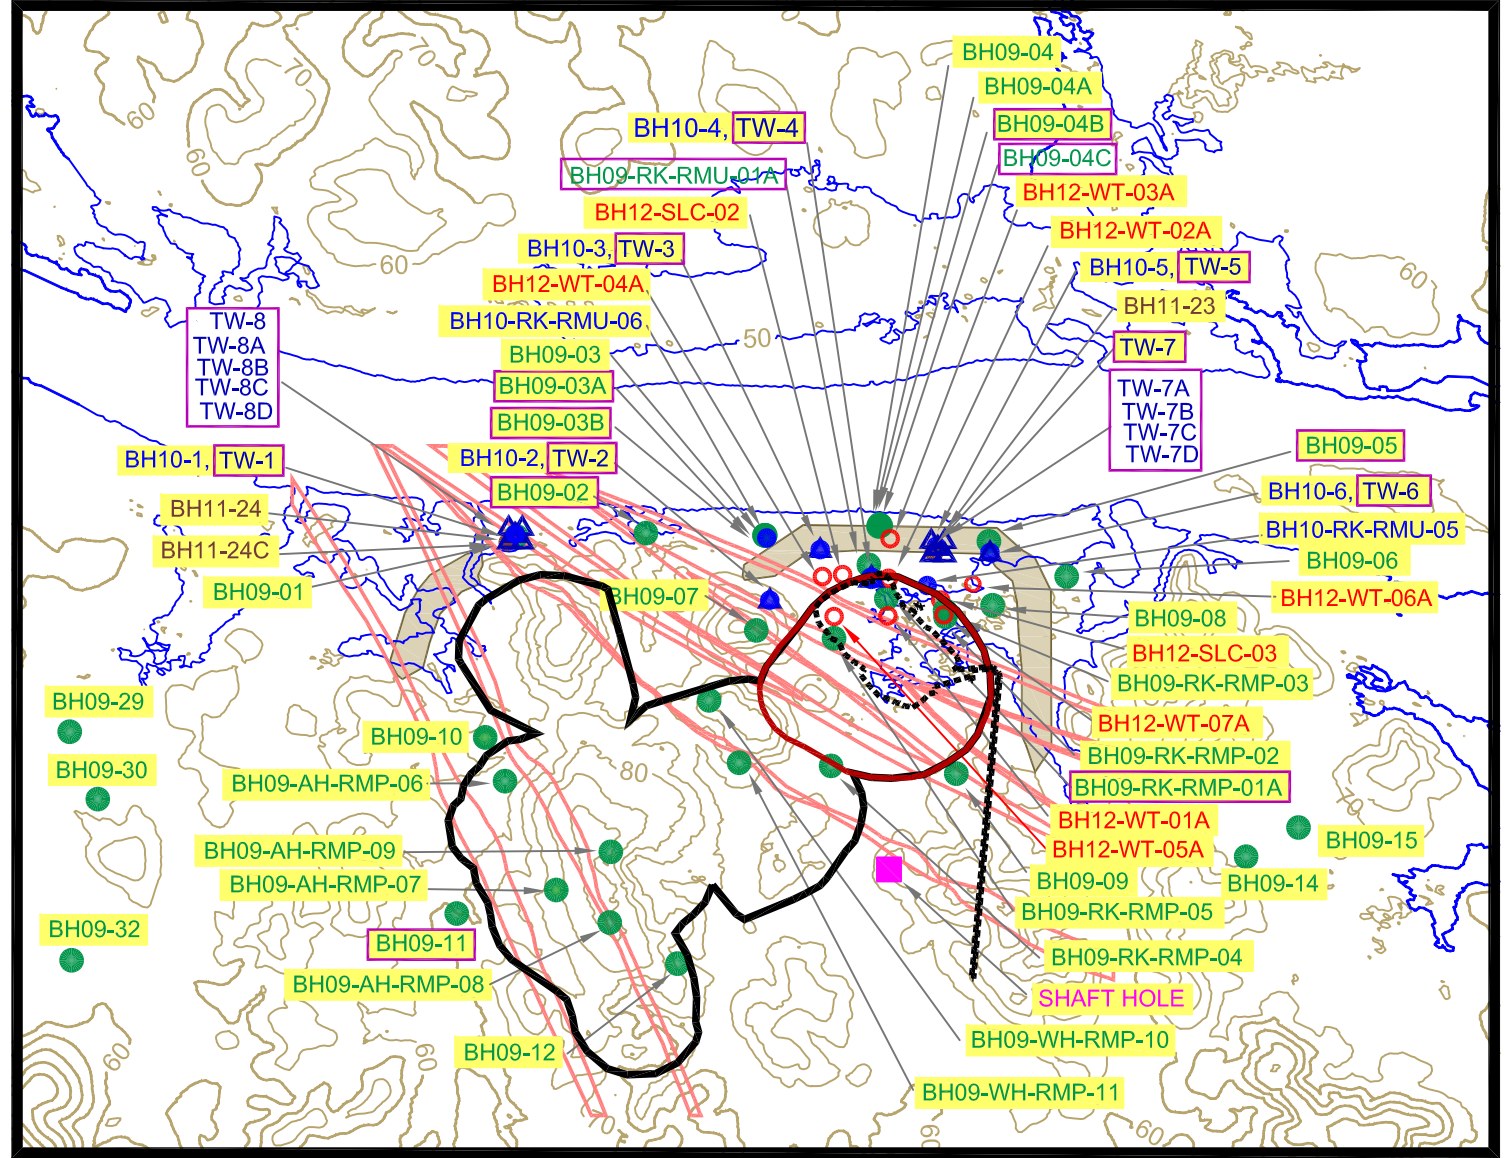 BH09-04
BH09-04A
BH10-4, TW-4
BH09-04B
BH09-04C
BH09-RK-RMU-01A
BH12-WT-03A
BH12-SLC-02
BH12-WT-02A
BH10-3, TW-3
BH10-5, TW-5
BH12-WT-04A
BH11-23
BH10-RK-RMU-06
BH09-03
TW-7
BH09-03A
BH09-03B
TW-8
TW-8A
TW-8B
TW-8C
TW-8D
TW-7A
TW-7B
TW-7C
TW-7D
BH10-1, TW-1
BH10-2, TW-2
BH09-02
BH09-05
BH10-6, TW-6
BH11-24
BH10-RK-RMU-05
BH11-24C
BH09-06
BH09-01
BH09-07
BH12-WT-06A
BH09-08
BH12-SLC-03
BH09-RK-RMP-03
BH09-29
BH12-WT-07A
BH09-10
BH09-RK-RMP-02
BH09-30
BH09-AH-RMP-06
BH09-RK-RMP-01A
BH12-WT-01A
BH09-15
BH09-AH-RMP-09
BH12-WT-05A
BH09-AH-RMP-07
BH09-09
BH09-14
BH09-RK-RMP-05
BH09-32
BH09-11
BH09-RK-RMP-04
BH09-AH-RMP-08
SHAFT HOLE
BH09-WH-RMP-10
BH09-12
BH09-WH-RMP-11
70
70
60
60
60
60
50
80
70
60
60
70
60
60